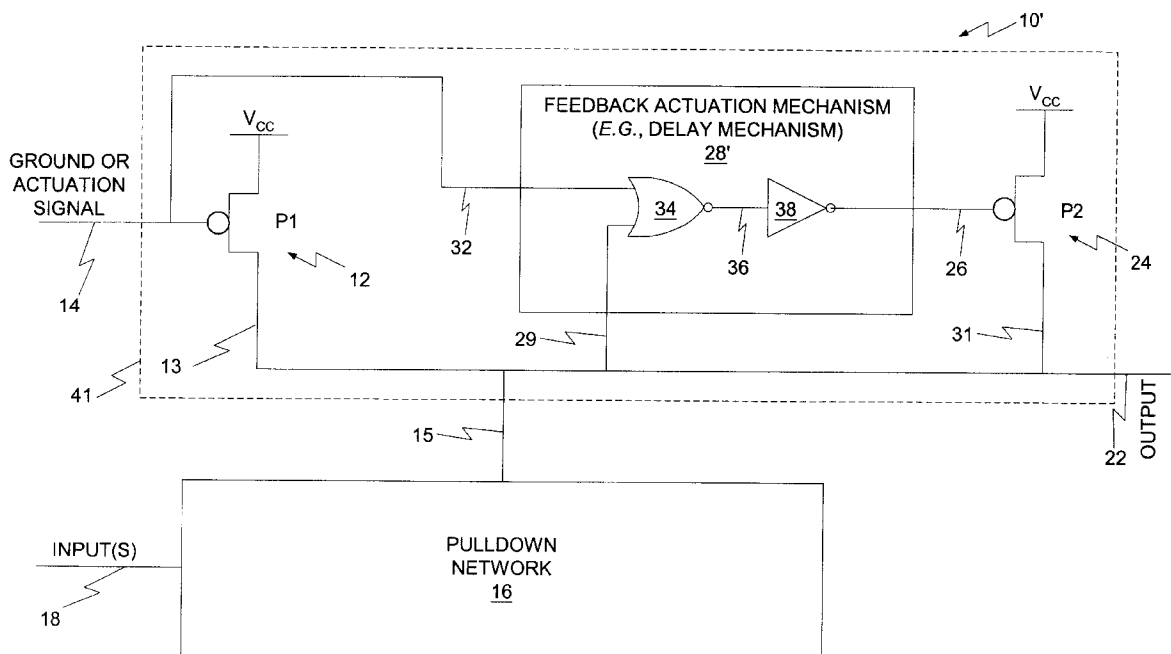 10'
FEEDBACK ACTUATION MECHANISM
(E.G., DELAY MECHANISM)
28'
VCC
VCC
GROUND OR
ACTUATION
SIGNAL
P1
34
38
P2
32
36
26
24
14
12
29
31
13
41
15
22
OUTPUT
INPUT(S)
18
PULLDOWN
NETWORK
16